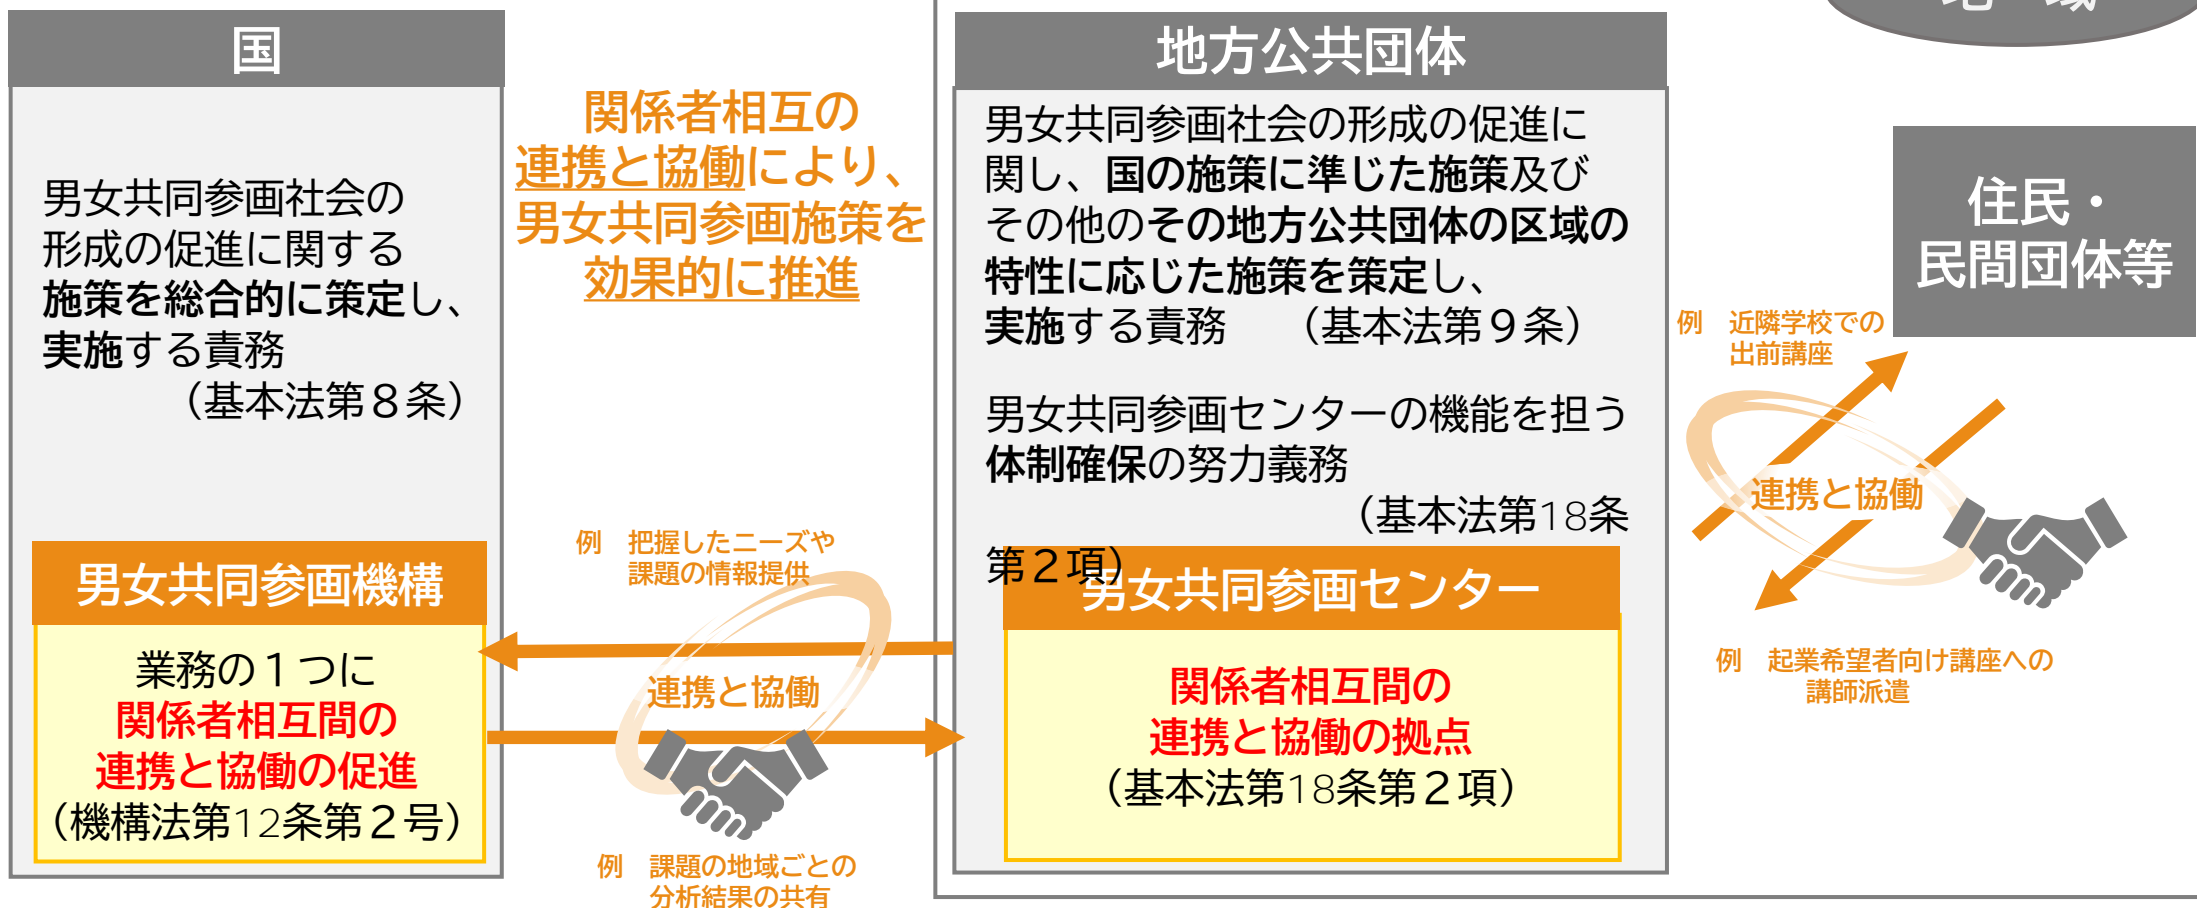 地 域
国
男女共同参画社会の
形成の促進に関する
施策を総合的に策定し、
実施する責務
（基本法第８条）
男女共同参画機構
業務の１つに
関係者相互間の
連携と協働の促進
（機構法第12条第２号）
関係者相互の
連携と協働により、
男女共同参画施策を
効果的に推進
例　把握したニーズや
課題の情報提供
連携と協働
例　課題の地域ごとの
分析結果の共有
地方公共団体
男女共同参画社会の形成の促進に
関し、国の施策に準じた施策及び
その他のその地方公共団体の区域の
特性に応じた施策を策定し、
実施する責務　（基本法第９条）
男女共同参画センターの機能を担う
体制確保の努力義務
（基本法第18条
第２項）
男女共同参画センター
関係者相互間の
連携と協働の拠点
（基本法第18条第２項）
住民・
民間団体等
例　近隣学校での
出前講座
連携と協働
例　起業希望者向け講座への
講師派遣